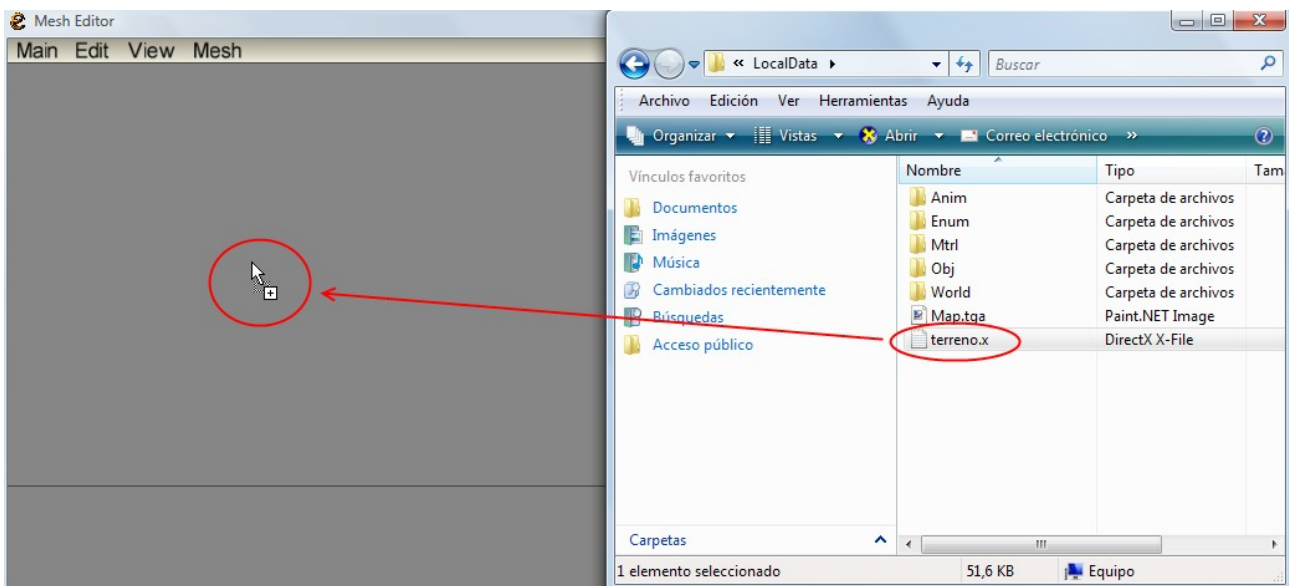 Mesh Editor
Main Edit View Mesh
« LocalData
Buscar
Archivo Edición Ver Herramientas Ayuda
Organizar Vistas Abrir Correo electrónico »
Vínculos favoritos
Documentos
Imágenes
Música
Cambiados recientemente
Búsquedas
Acceso público
Carpetas
Nombre Tipo Tam
Anim Carpeta de archivos
Enum Carpeta de archivos
Mtrl Carpeta de archivos
Obj Carpeta de archivos
World Carpeta de archivos
Map.tga Paint.NET Image
terreno.x DirectX X-File
1 elemento seleccionado 51,6 KB Equipo